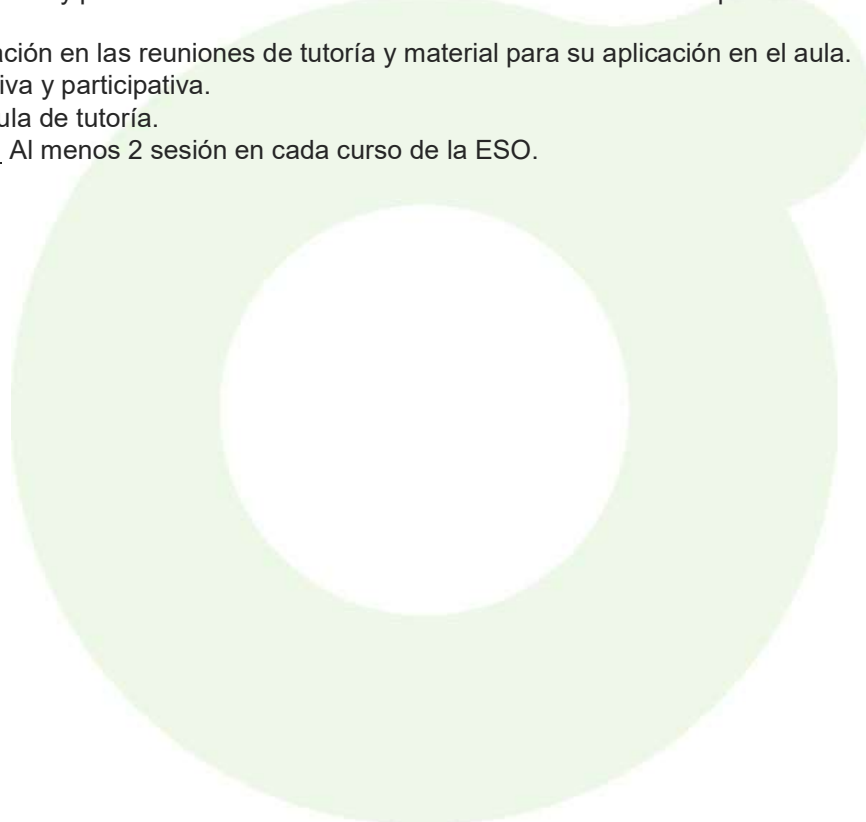 ación en las reuniones de tutoría y material para su aplicación en el aula.
iva y participativa.
ula de tutoría.
Al menos 2 sesión en cada curso de la ESO.